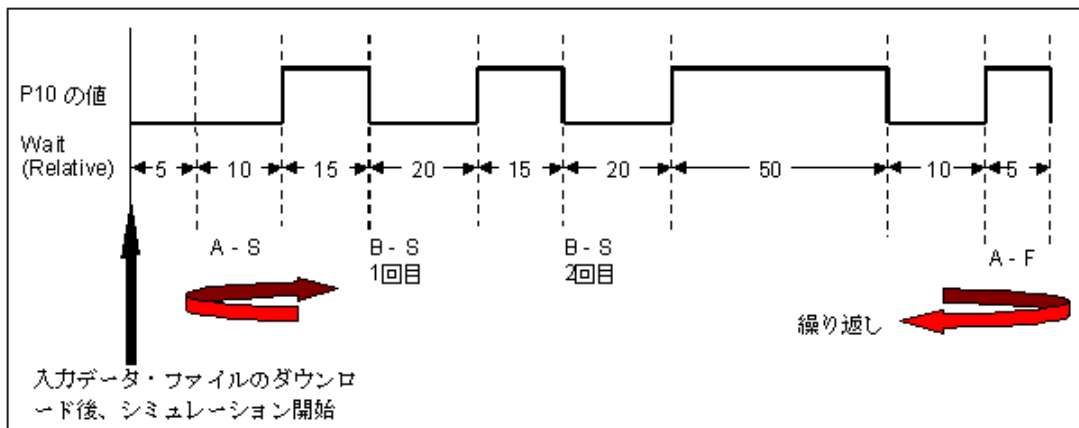 P10 の値
Wait
(Relative)
5 10 15 20 15 20 50 10 5
A - S
B - S
1回目
B - S
2回目
A - F
繰り返し
入力データ・ファイルのダウンロ
ード後、シミュレーション開始